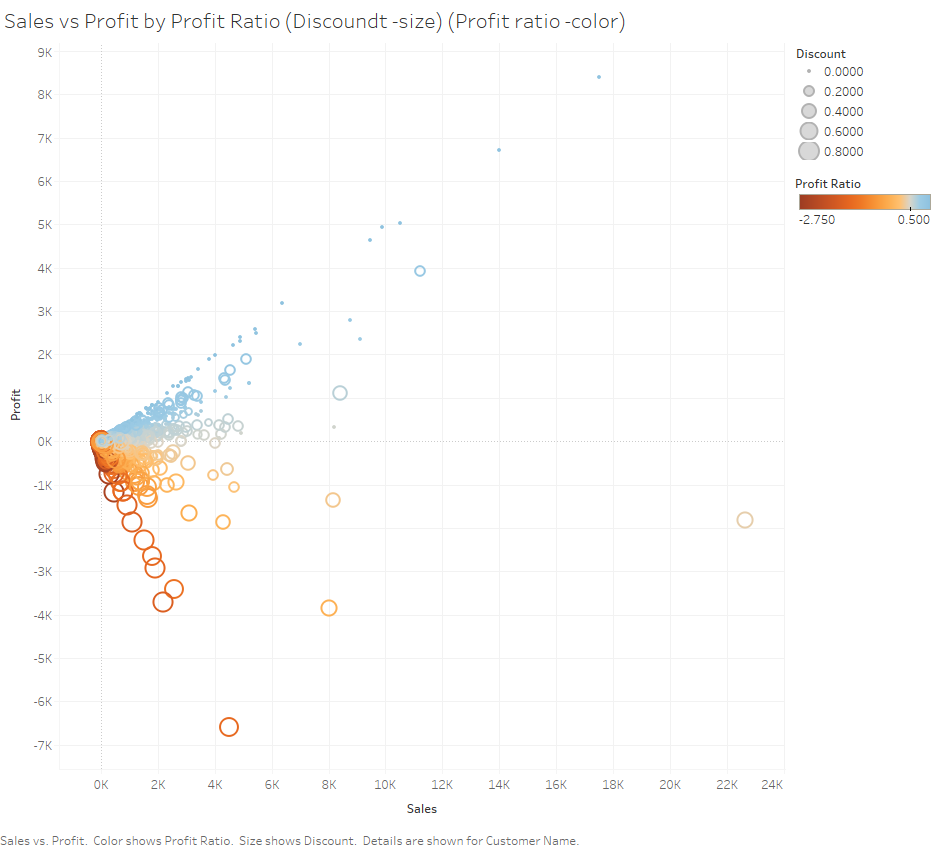 Sales vs Profit by Profit Ratio (Discoundt -size) (Profit ratio -color)
9K
8K
7K
6K
5K
4K
3K
2K
1K
0K
-1K
-2K
-3K
-4K
-5K
-6K
-7K
Profit
0K 2K 4K 6K 8K 10K 12K 14K 16K 18K 20K 22K 24K
Sales
Discount
0.0000
0.2000
0.4000
0.6000
0.8000
Profit Ratio
-2.750 0.500
Sales vs. Profit. Color shows Profit Ratio. Size shows Discount. Details are shown for Customer Name.